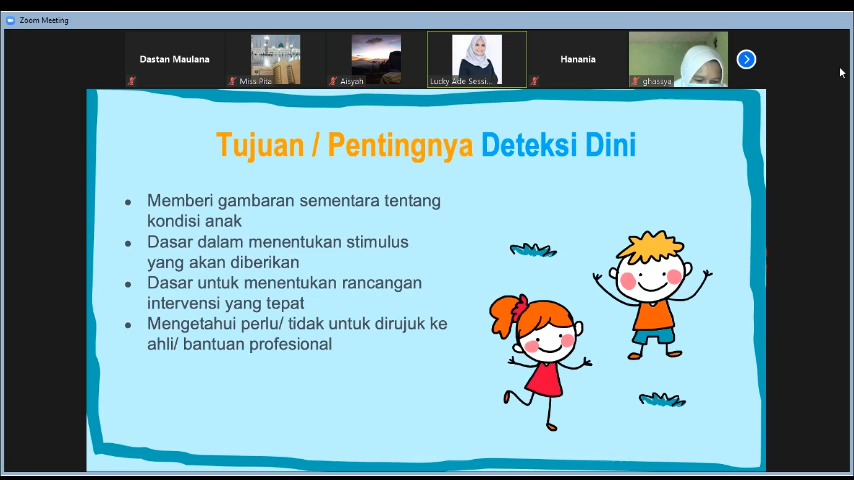 Zoom Meeting
Dastan Maulana
Miss Pita
Aisyah
Lucky Ade Sessi...
Hanania
ghassya
Tujuan / Pentingnya Deteksi Dini
● Memberi gambaran sementara tentang
kondisi anak
● Dasar dalam menentukan stimulus
yang akan diberikan
● Dasar untuk menentukan rancangan
intervensi yang tepat
● Mengetahui perlu/ tidak untuk dirujuk ke
ahli/ bantuan profesional